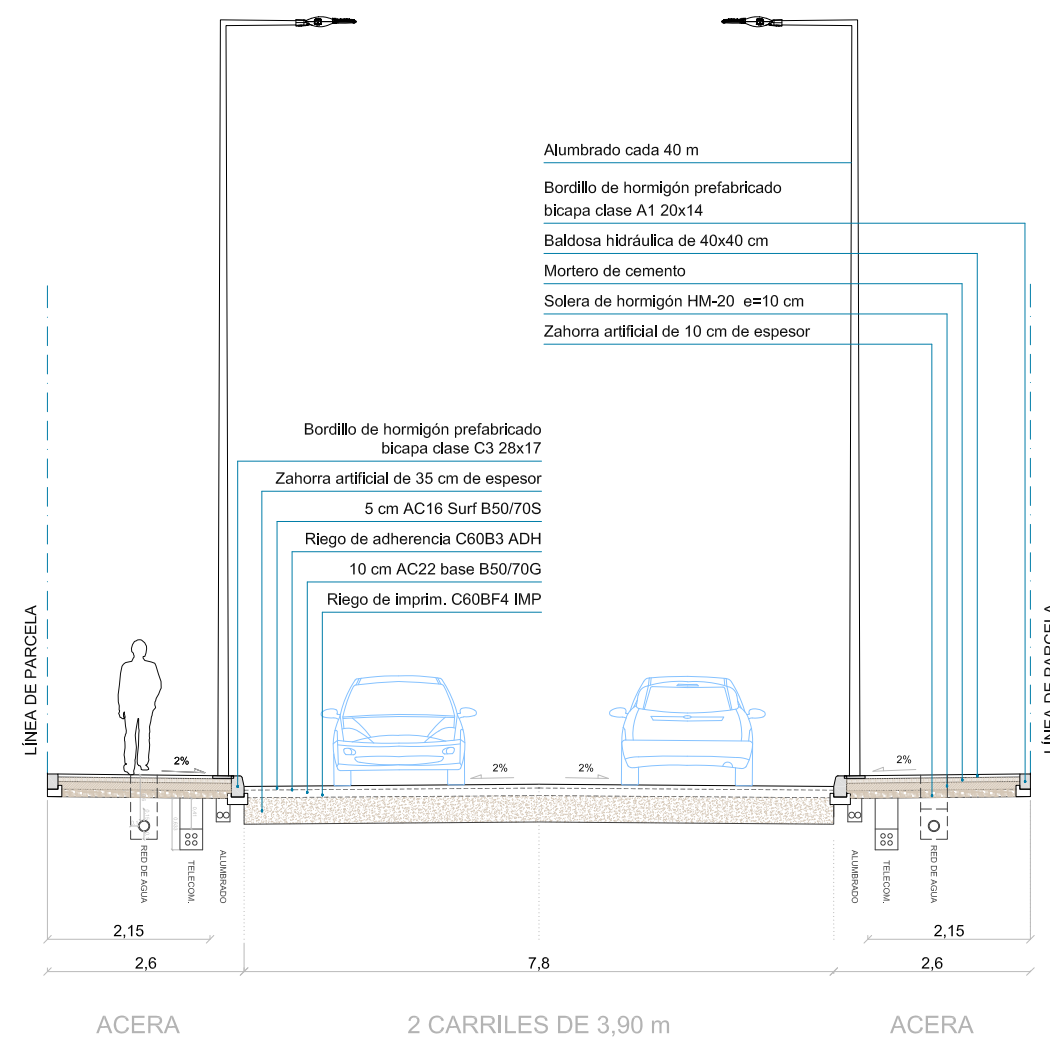 Alumbrado cada 40 m
Bordillo de hormigón prefabricado
bicapa clase A1 20x14
Baldosa hidráulica de 40x40 cm
Mortero de cemento
Solera de hormigón HM-20 e=10 cm
Zahorra artificial de 10 cm de espesor
Bordillo de hormigón prefabricado
bicapa clase C3 28x17
Zahorra artificial de 35 cm de espesor
5 cm AC16 Surf B50/70S
Riego de adherencia C60B3 ADH
10 cm AC22 base B50/70G
Riego de imprim. C60BF4 IMP
LÍNEA DE PARCELA
LÍNEA DE PARCELA
2%
2%
2%
2%
RED DE AGUA
TELECOM.
ALUMBRADO
ALUMBRADO
TELECOM.
RED DE AGUA
2,15
2,15
2,6
7,8
2,6
ACERA
2 CARRILES DE 3,90 m
ACERA